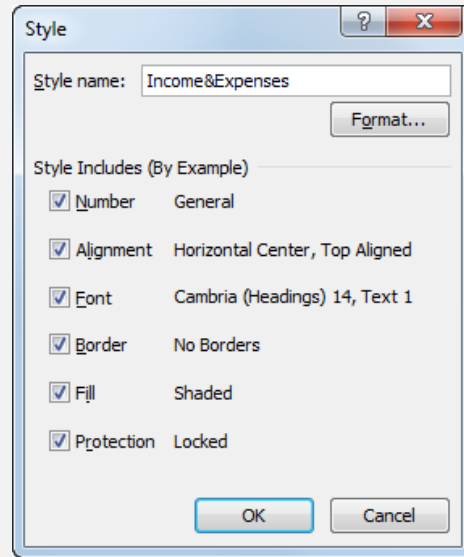 Style
Style name: Income&Expenses
Format...
Style Includes (By Example)
Number General
Alignment Horizontal Center, Top Aligned
Font Cambria (Headings) 14, Text 1
Border No Borders
Fill Shaded
Protection Locked
OK Cancel